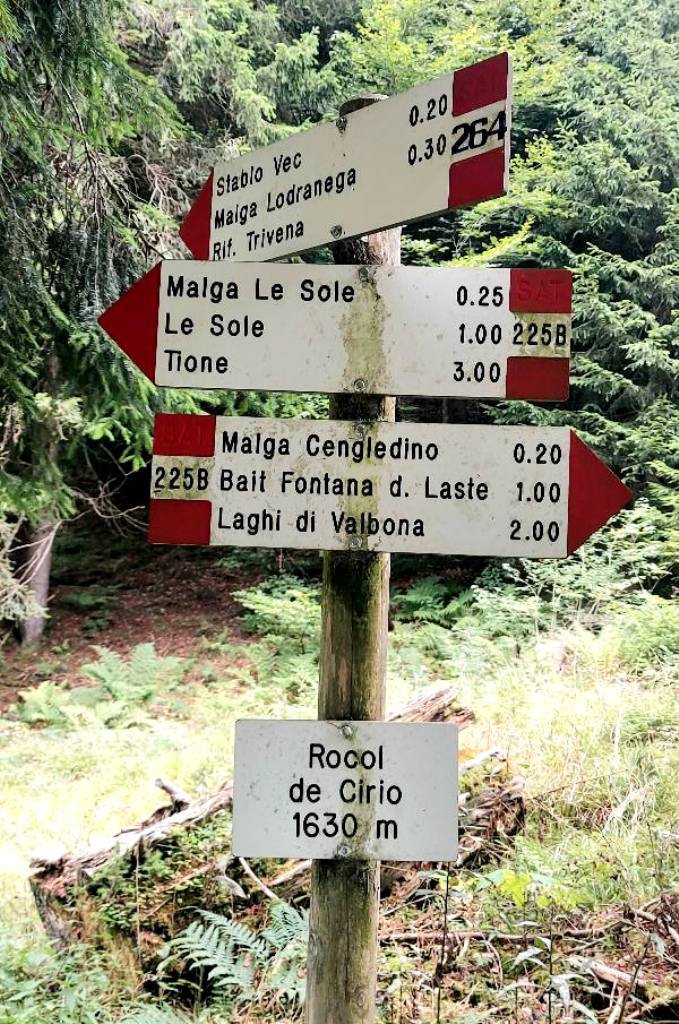 SAT
Stablo Vec 0.20
Malga Lodranega 0.30 264
Rif. Trivena
Malga Le Sole 0.25 SAT
Le Sole 1.00 225B
Tione 3.00
SAT Malga Cengledino 0.20
225B Bait Fontana d. Laste 1.00
Laghi di Valbona 2.00
Rocol
de Cirio
1630 m